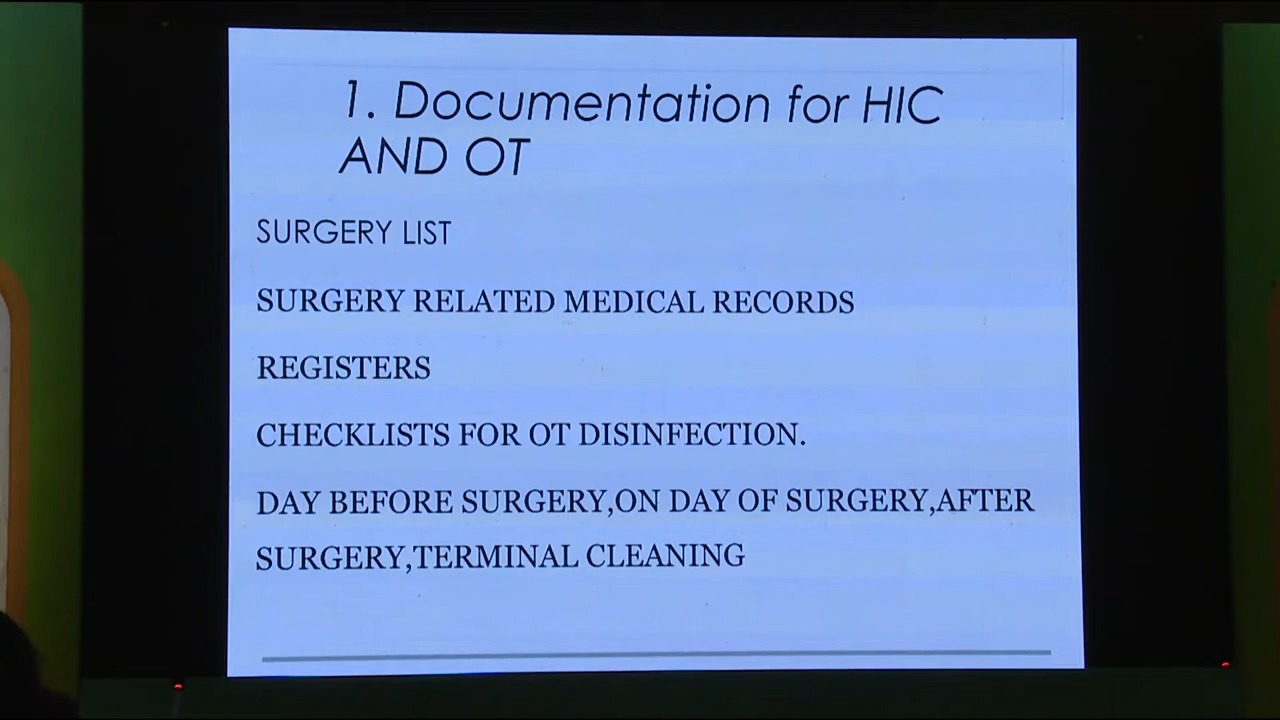 1. Documentation for HIC
AND OT
SURGERY LIST
SURGERY RELATED MEDICAL RECORDS
REGISTERS
CHECKLISTS FOR OT DISINFECTION.
DAY BEFORE SURGERY,ON DAY OF SURGERY,AFTER
SURGERY,TERMINAL CLEANING